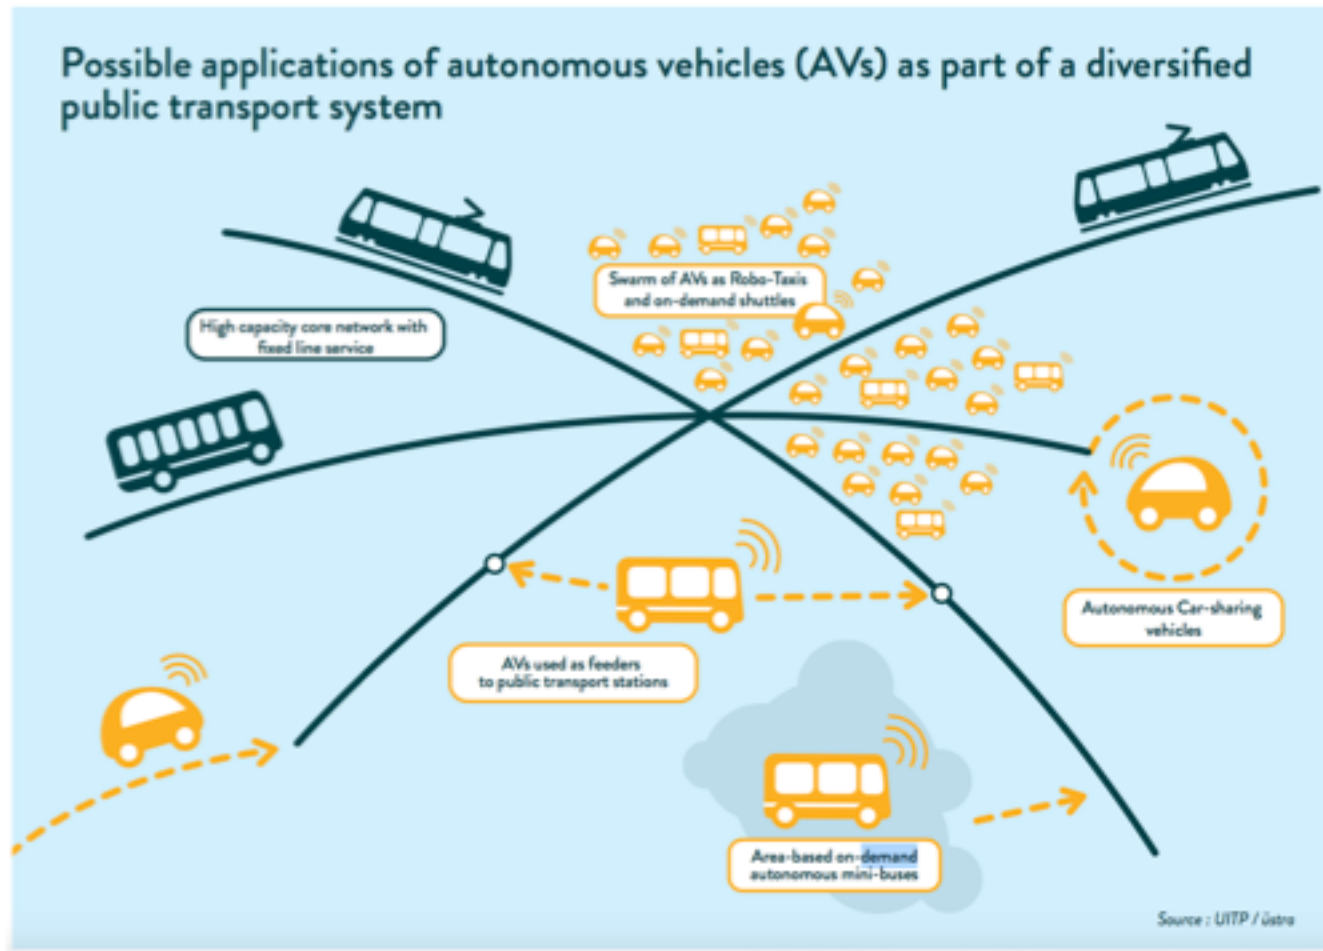 Possible applications of autonomous vehicles (AVs) as part of a diversified
public transport system
Swarm of AVs as Robo-Taxis
and on-demand shuttles
High capacity core network with
fixed line service
Autonomous Car-sharing
vehicles
AVs used as feeders
to public transport stations
Area-based on-demand
autonomous mini-buses
Source : UITP / üstra